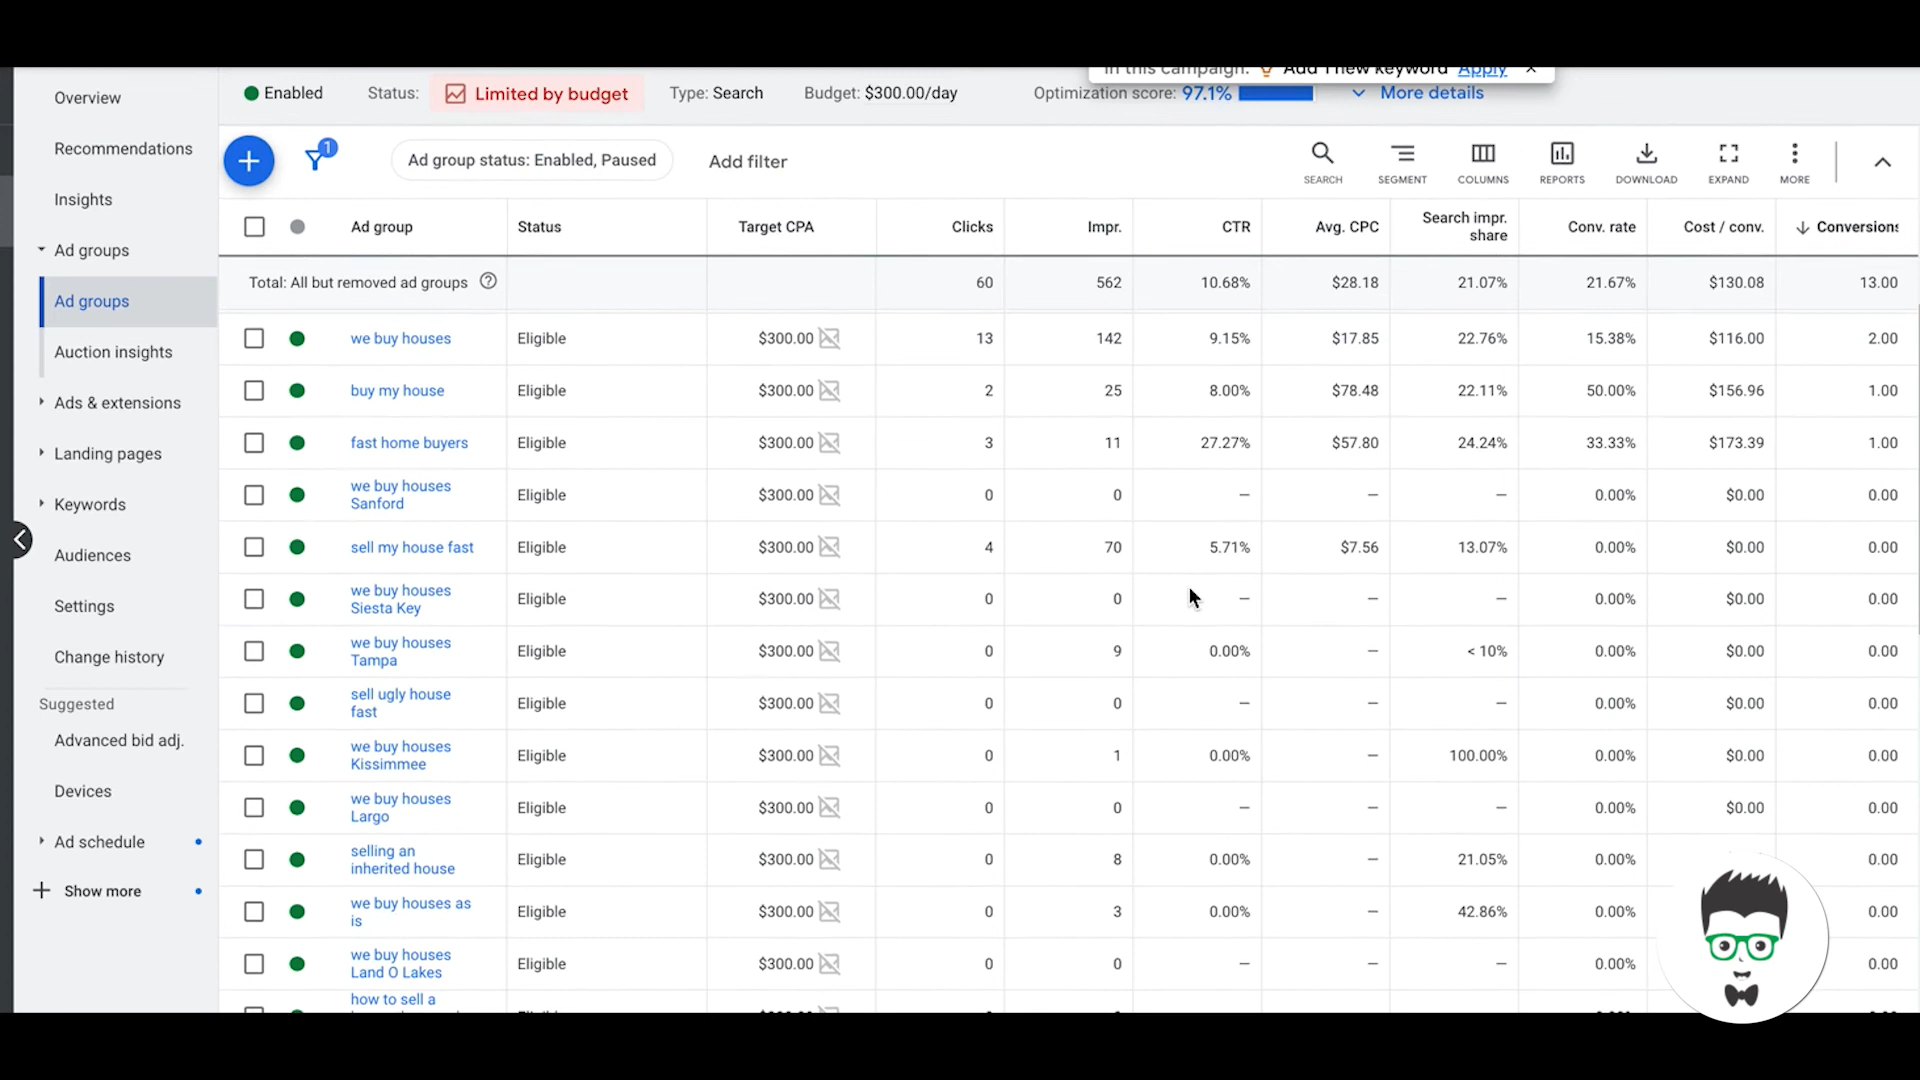 In this campaign: Add 1 new keyword Apply
Enabled Status: Limited by budget Type: Search Budget: $300.00/day Optimization score: 97.1% More details
Overview
Recommendations
Insights
Ad groups
Ad groups
Auction insights
Ads & extensions
Landing pages
Keywords
Audiences
Settings
Change history
Suggested
Advanced bid adj.
Devices
Ad schedule
Show more
1
Ad group status: Enabled, Paused Add filter
SEARCH SEGMENT COLUMNS REPORTS DOWNLOAD EXPAND MORE
Ad group Status Target CPA Clicks Impr. CTR Avg. CPC Search impr. share Conv. rate Cost / conv. Conversions
Total: All but removed ad groups 60 562 10.68% $28.18 21.07% 21.67% $130.08 13.00
we buy houses Eligible $300.00 13 142 9.15% $17.85 22.76% 15.38% $116.00 2.00
buy my house Eligible $300.00 2 25 8.00% $78.48 22.11% 50.00% $156.96 1.00
fast home buyers Eligible $300.00 3 11 27.27% $57.80 24.24% 33.33% $173.39 1.00
we buy houses Sanford Eligible $300.00 0 0 — — — 0.00% $0.00 0.00
sell my house fast Eligible $300.00 4 70 5.71% $7.56 13.07% 0.00% $0.00 0.00
we buy houses Siesta Key Eligible $300.00 0 0 — — — 0.00% $0.00 0.00
we buy houses Tampa Eligible $300.00 0 9 0.00% — < 10% 0.00% $0.00 0.00
sell ugly house fast Eligible $300.00 0 0 — — — 0.00% $0.00 0.00
we buy houses Kissimmee Eligible $300.00 0 1 0.00% — 100.00% 0.00% $0.00 0.00
we buy houses Largo Eligible $300.00 0 0 — — — 0.00% $0.00 0.00
selling an inherited house Eligible $300.00 0 8 0.00% — 21.05% 0.00% 0.00
we buy houses as is Eligible $300.00 0 3 0.00% — 42.86% 0.00% 0.00
we buy houses Land O Lakes Eligible $300.00 0 0 — — — 0.00% 0.00
how to sell a